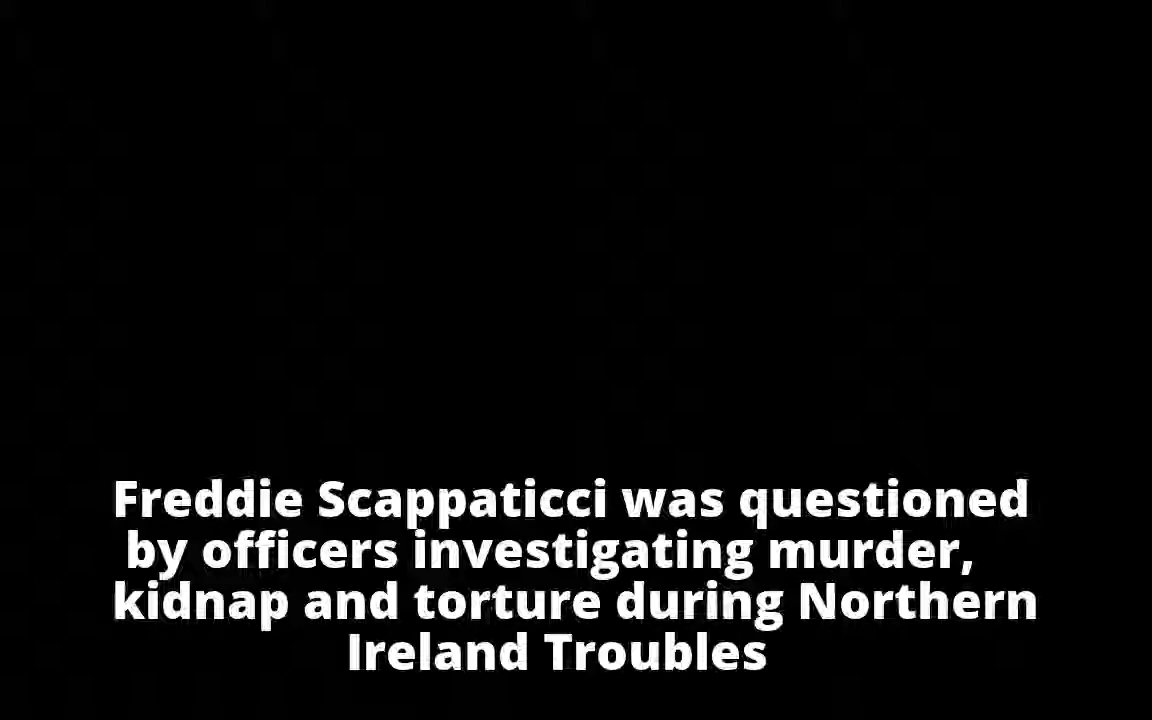 Freddie Scappaticci was questioned
by officers investigating murder,
kidnap and torture during Northern
Ireland Troubles